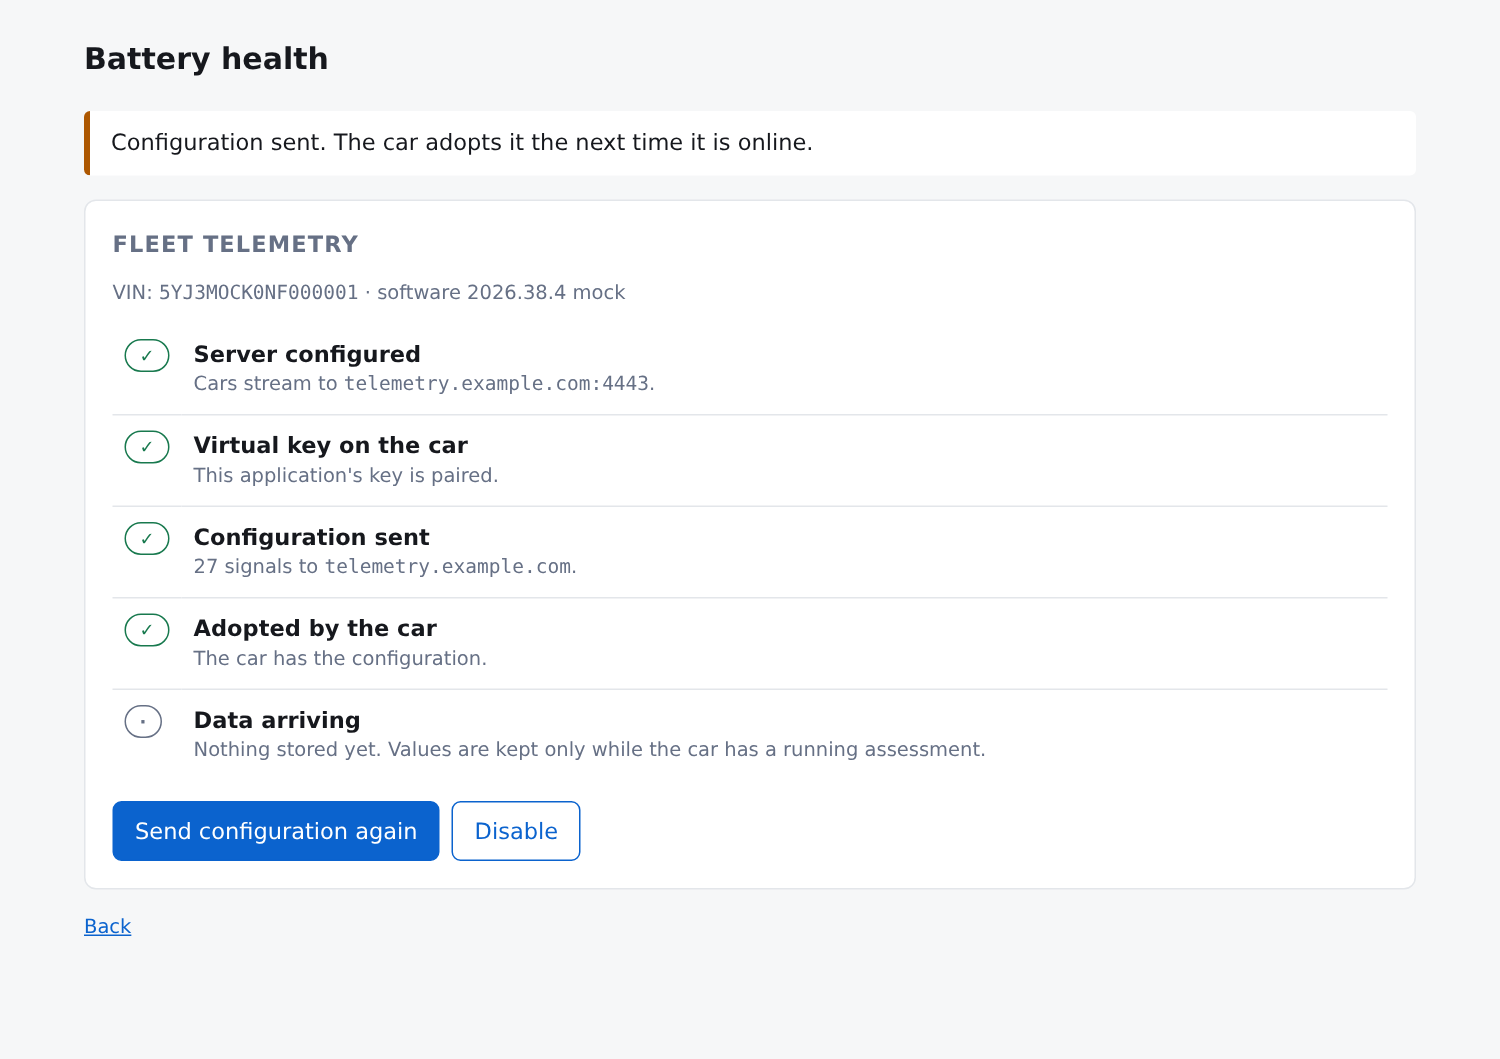 Battery health
Configuration sent. The car adopts it the next time it is online.
FLEET TELEMETRY
VIN: 5YJ3MOCK0NF000001 · software 2026.38.4 mock
✓ Server configured
Cars stream to telemetry.example.com:4443.
✓ Virtual key on the car
This application's key is paired.
✓ Configuration sent
27 signals to telemetry.example.com.
✓ Adopted by the car
The car has the configuration.
· Data arriving
Nothing stored yet. Values are kept only while the car has a running assessment.
Send configuration again Disable
Back